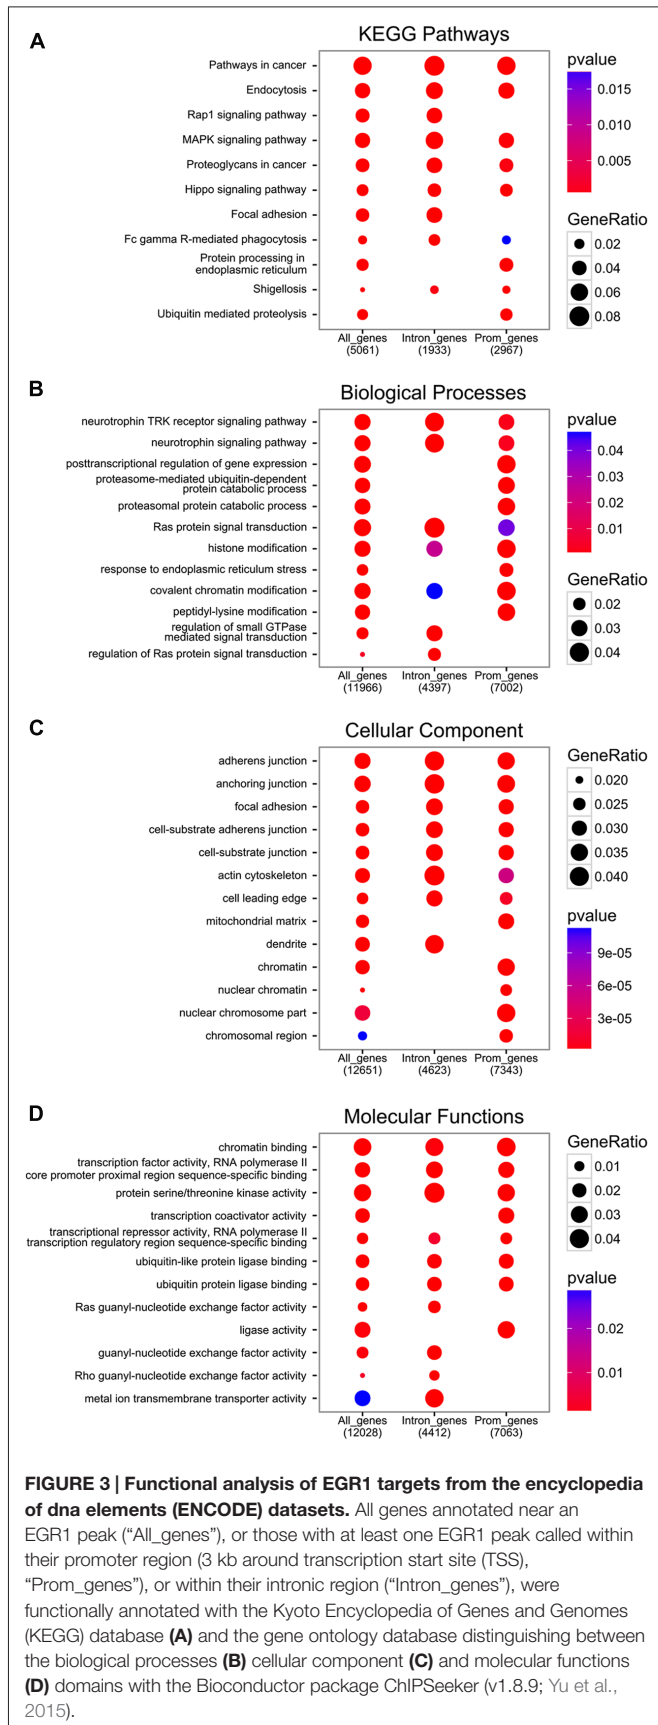 A
KEGG Pathways
Pathways in cancer
Endocytosis
Rap1 signaling pathway
MAPK signaling pathway
Proteoglycans in cancer
Hippo signaling pathway
Focal adhesion
Fc gamma R-mediated phagocytosis
Protein processing in
endoplasmic reticulum
Shigellosis
Ubiquitin mediated proteolysis
All_genes
(5061)
Intron_genes
(1933)
Prom_genes
(2967)
pvalue
0.015
0.010
0.005
GeneRatio
0.02
0.04
0.06
0.08
B
Biological Processes
neurotrophin TRK receptor signaling pathway
neurotrophin signaling pathway
posttranscriptional regulation of gene expression
proteasome-mediated ubiquitin-dependent
protein catabolic process
proteasomal protein catabolic process
Ras protein signal transduction
histone modification
response to endoplasmic reticulum stress
covalent chromatin modification
peptidyl-lysine modification
regulation of small GTPase
mediated signal transduction
regulation of Ras protein signal transduction
All_genes
(11966)
Intron_genes
(4397)
Prom_genes
(7002)
pvalue
0.04
0.03
0.02
0.01
GeneRatio
0.02
0.03
0.04
C
Cellular Component
adherens junction
anchoring junction
focal adhesion
cell-substrate adherens junction
cell-substrate junction
actin cytoskeleton
cell leading edge
mitochondrial matrix
dendrite
chromatin
nuclear chromatin
nuclear chromosome part
chromosomal region
All_genes
(12651)
Intron_genes
(4623)
Prom_genes
(7343)
GeneRatio
0.020
0.025
0.030
0.035
0.040
pvalue
9e-05
6e-05
3e-05
D
Molecular Functions
chromatin binding
transcription factor activity, RNA polymerase II
core promoter proximal region sequence-specific binding
protein serine/threonine kinase activity
transcription coactivator activity
transcriptional repressor activity, RNA polymerase II
transcription regulatory region sequence-specific binding
ubiquitin-like protein ligase binding
ubiquitin protein ligase binding
Ras guanyl-nucleotide exchange factor activity
ligase activity
guanyl-nucleotide exchange factor activity
Rho guanyl-nucleotide exchange factor activity
metal ion transmembrane transporter activity
All_genes
(12028)
Intron_genes
(4412)
Prom_genes
(7063)
GeneRatio
0.01
0.02
0.03
0.04
pvalue
0.02
0.01
FIGURE 3 | Functional analysis of EGR1 targets from the encyclopedia
of dna elements (ENCODE) datasets. All genes annotated near an
EGR1 peak (“All_genes”), or those with at least one EGR1 peak called within
their promoter region (3 kb around transcription start site (TSS),
“Prom_genes”), or within their intronic region (“Intron_genes”), were
functionally annotated with the Kyoto Encyclopedia of Genes and Genomes
(KEGG) database (A) and the gene ontology database distinguishing between
the biological processes (B) cellular component (C) and molecular functions
(D) domains with the Bioconductor package ChIPSeeker (v1.8.9; Yu et al.,
2015).